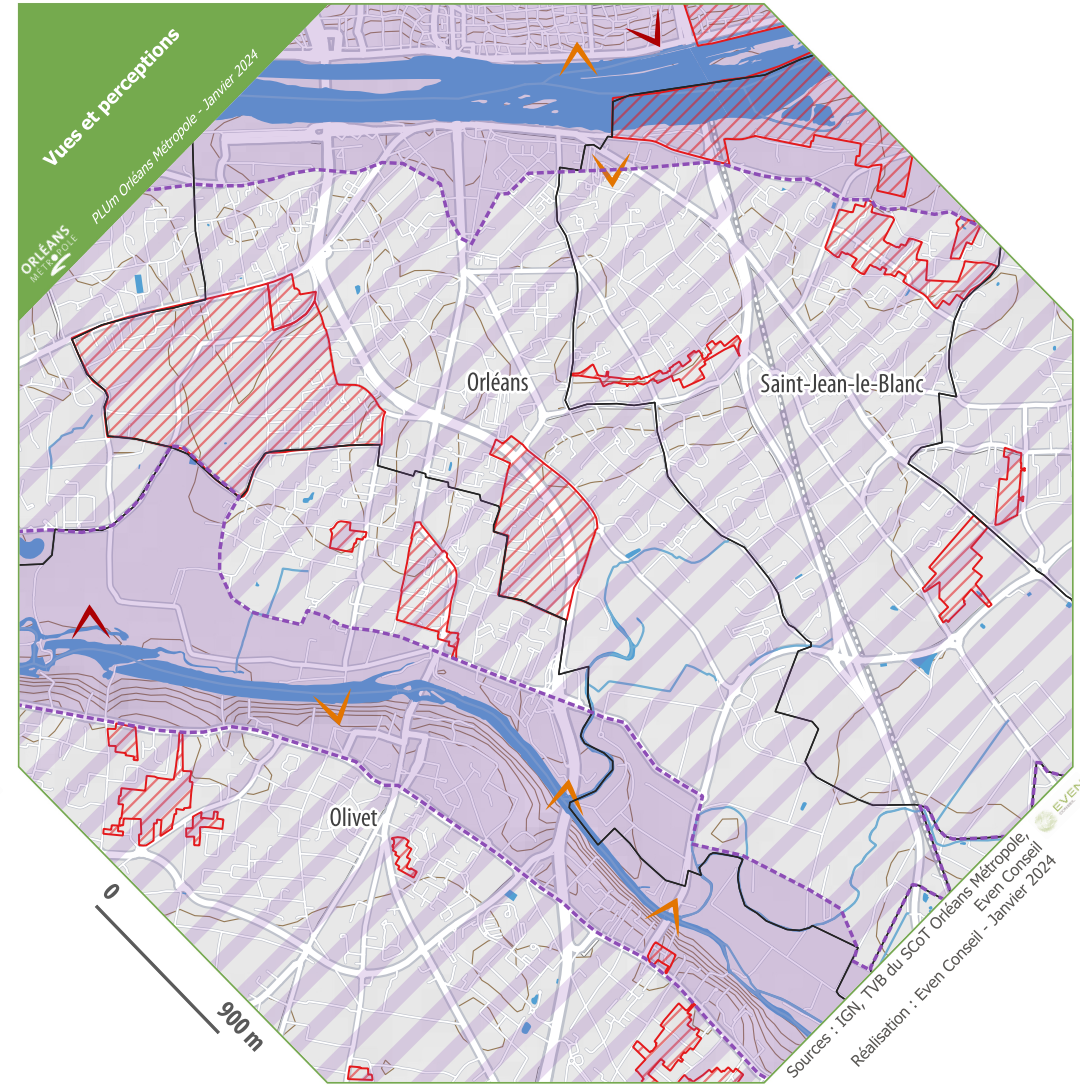 Vues et perceptions
PLUm Orléans Métropole - Janvier 2024
ORLÉANS
MÉTROPOLE
Orléans
Saint-Jean-le-Blanc
Olivet
0
900 m
EVEN
Sources : IGN, TVB du SCoT Orléans Métropole,
Even Conseil
Réalisation : Even Conseil - Janvier 2024